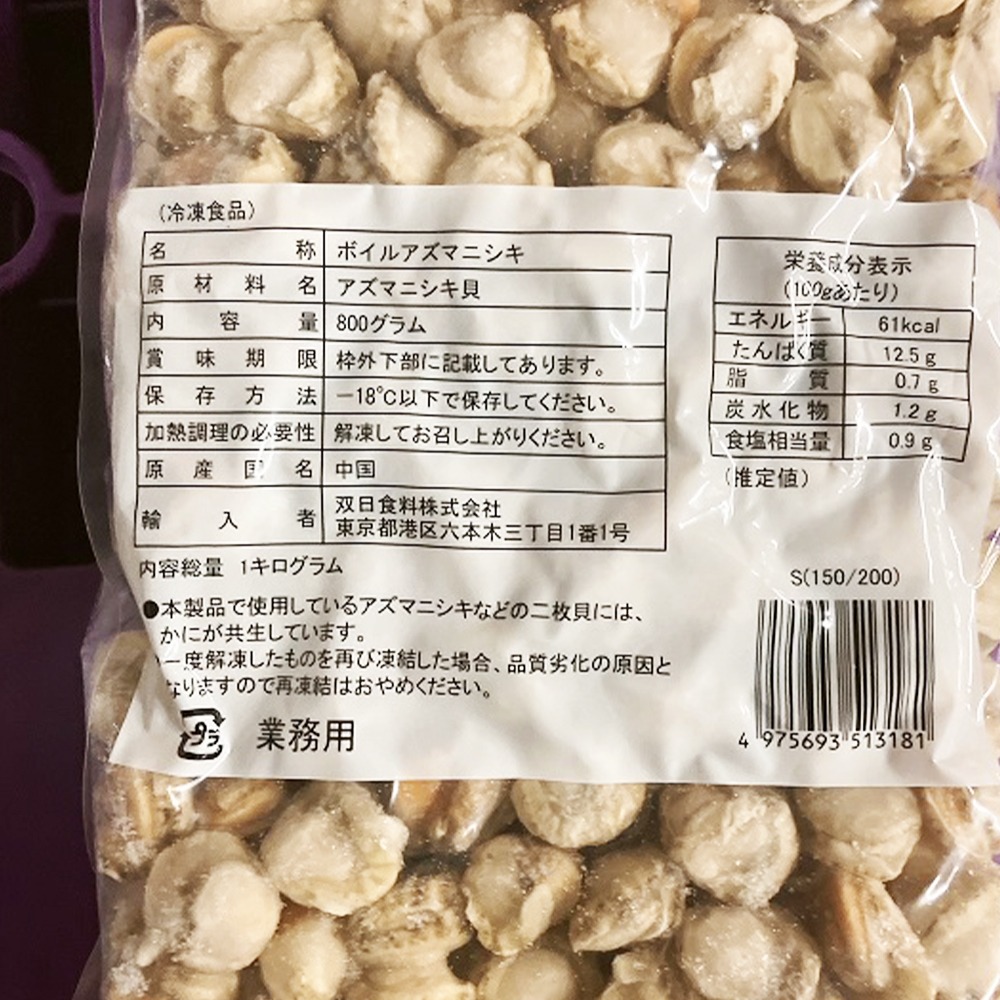 (冷凍食品)
名称 ボイルアズマニシキ
原材料名 アズマニシキ貝
内容量 800グラム
賞味期限 枠外下部に記載してあります。
保存方法 −18℃以下で保存してください。
加熱調理の必要性 解凍してお召し上がりください。
原産国名 中国
輸入者 双日食料株式会社
東京都港区六本木三丁目1番1号
内容総量 1キログラム
●本製品で使用しているアズマニシキなどの二枚貝には、
かにが共生しています。
一度解凍したものを再び凍結した場合、品質劣化の原因と
なりますので再凍結はおやめください。
プラ 業務用
栄養成分表示
(100gあたり)
エネルギー 61kcal
たんぱく質 12.5g
脂質 0.7g
炭水化物 1.2g
食塩相当量 0.9g
(推定値)
S(150/200)
4 975693 513181